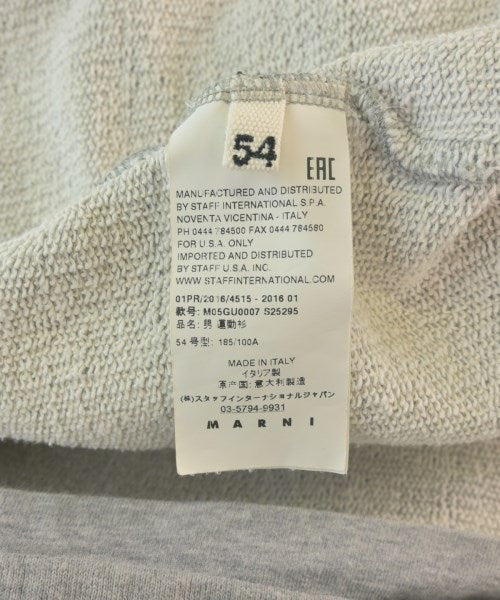 54
EAC
MANUFACTURED AND DISTRIBUTED
BY STAFF INTERNATIONAL S.P.A.
NOVENTA VICENTINA - ITALY
PH 0444 784500 FAX 0444 784580
FOR U.S.A. ONLY
IMPORTED AND DISTRIBUTED
BY STAFF U.S.A. INC.
WWW.STAFFINTERNATIONAL.COM
01PR/2016/4515 - 2016 01
款号: M05GU0007 S25295
品名: 男 運動衫
54 号型: 185/100A
MADE IN ITALY
イタリア製
原产国: 意大利製造
(株)スタッフインターナショナルジャパン
03-5794-9931
MARNI